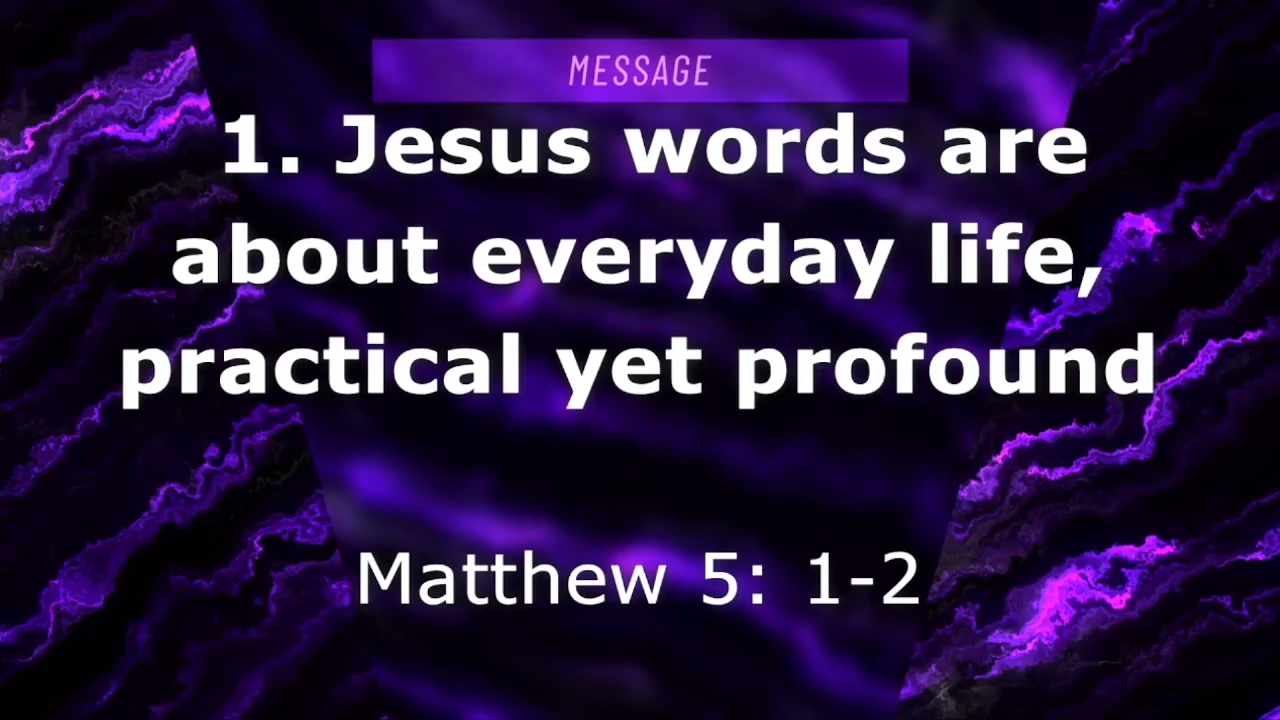 MESSAGE
1. Jesus words are
about everyday life,
practical yet profound
Matthew 5: 1-2